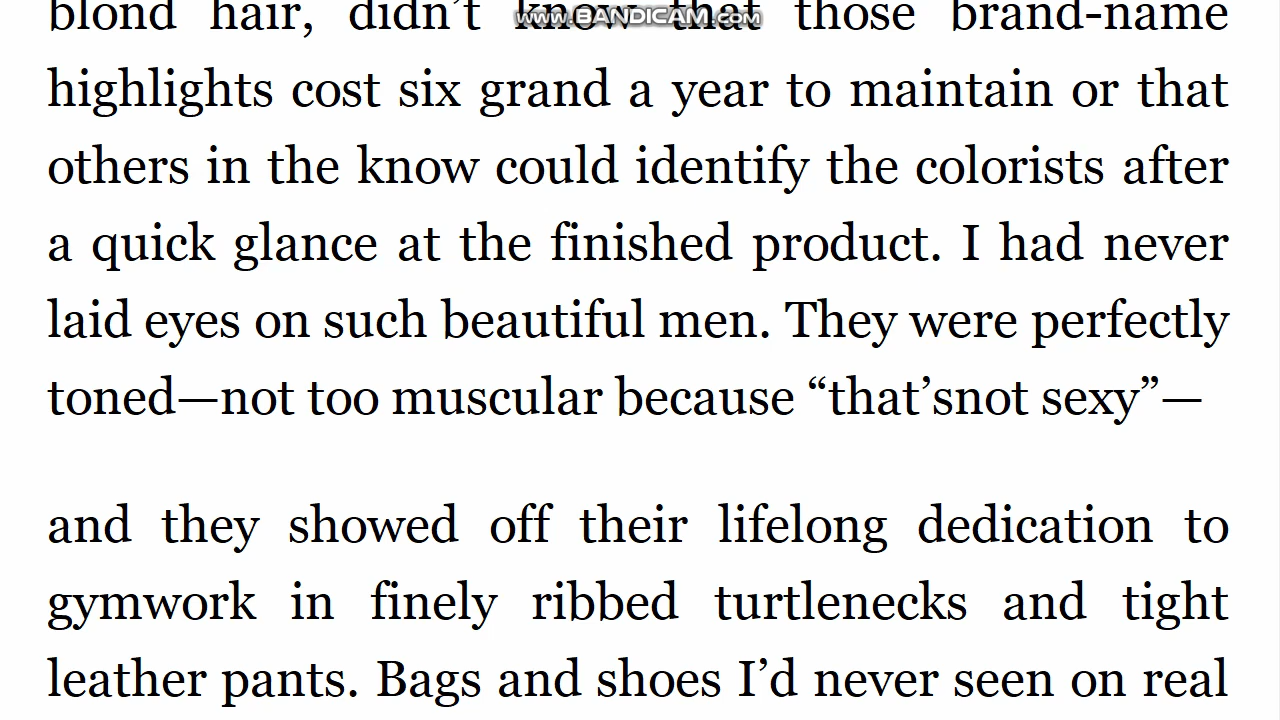 blond hair, didn’t know that those brand-name
www.BANDICAM.com
highlights cost six grand a year to maintain or that
others in the know could identify the colorists after
a quick glance at the finished product. I had never
laid eyes on such beautiful men. They were perfectly
toned—not too muscular because “that’snot sexy”—
and they showed off their lifelong dedication to
gymwork in finely ribbed turtlenecks and tight
leather pants. Bags and shoes I’d never seen on real